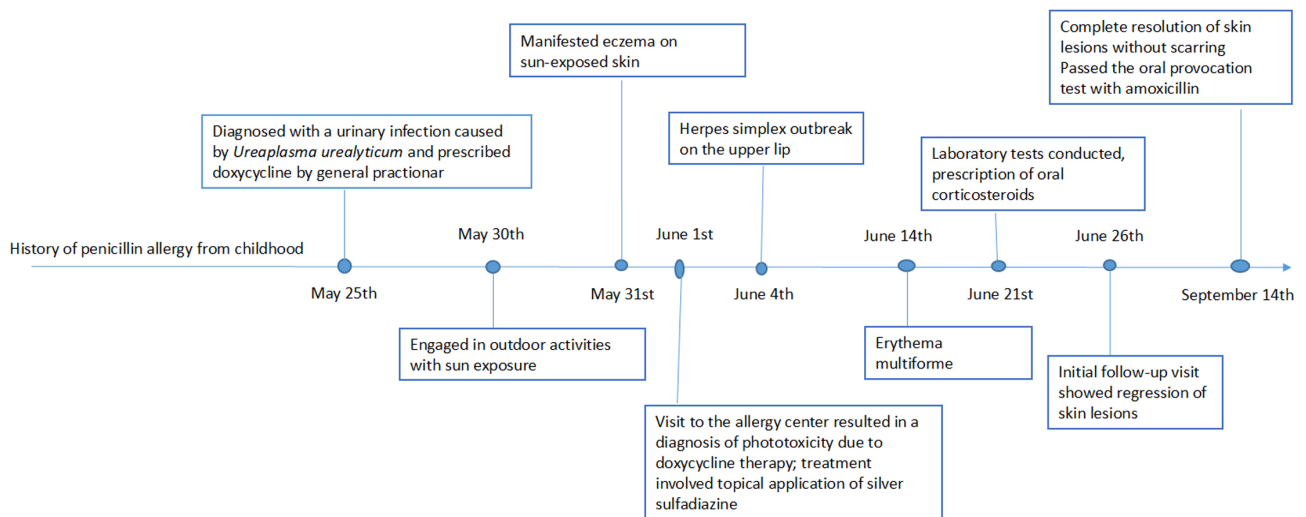 History of penicillin allergy from childhood
Diagnosed with a urinary infection caused
by Ureaplasma urealyticum and prescribed
doxycycline by general practionar
May 25th
May 30th
Engaged in outdoor activities
with sun exposure
Manifested eczema on
sun-exposed skin
May 31st
June 1st
Visit to the allergy center resulted in a
diagnosis of phototoxicity due to
doxycycline therapy; treatment
involved topical application of silver
sulfadiazine
Herpes simplex outbreak
on the upper lip
June 4th
June 14th
Erythema
multiforme
Laboratory tests conducted,
prescription of oral
corticosteroids
June 21st
June 26th
Initial follow-up visit
showed regression of
skin lesions
Complete resolution of skin
lesions without scarring
Passed the oral provocation
test with amoxicillin
September 14th